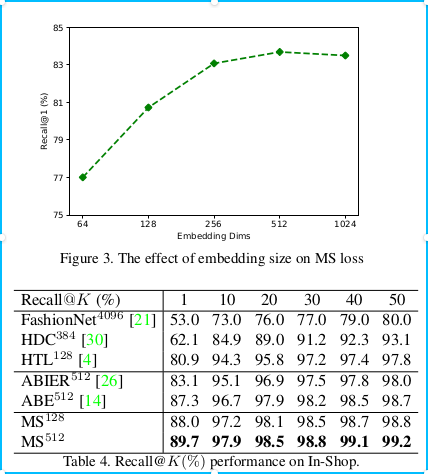 85
83
81
79
77
75
Recall@1 (%)
64 128 256 512 1024
Embedding Dims
Figure 3. The effect of embedding size on MS loss
Recall@K (%) 1 10 20 30 40 50
FashionNet^4096 [21] 53.0 73.0 76.0 77.0 79.0 80.0
HDC^384 [30] 62.1 84.9 89.0 91.2 92.3 93.1
HTL^128 [4] 80.9 94.3 95.8 97.2 97.4 97.8
ABIER^512 [26] 83.1 95.1 96.9 97.5 97.8 98.0
ABE^512 [14] 87.3 96.7 97.9 98.2 98.5 98.7
MS^128 88.0 97.2 98.1 98.5 98.7 98.8
MS^512 89.7 97.9 98.5 98.8 99.1 99.2
Table 4. Recall@K(%) performance on In-Shop.